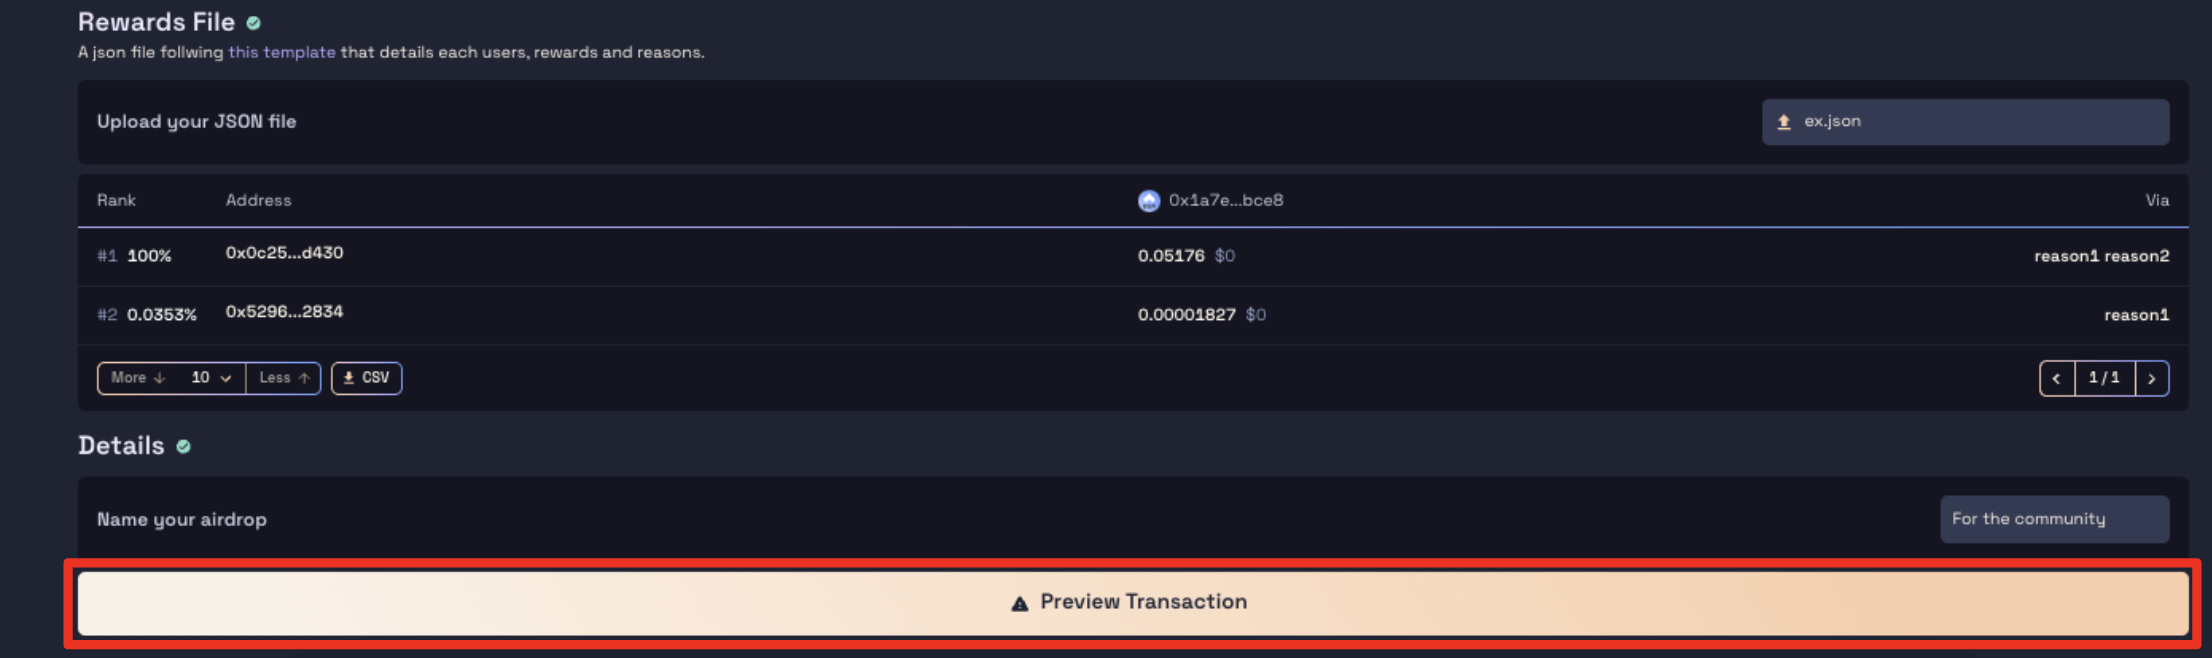 Rewards File
A json file follwing this template that details each users, rewards and reasons.
Upload your JSON file ex.json
Rank Address 0x1a7e...bce8 Via
#1 100% 0x0c25...d430 0.05176 $0 reason1 reason2
#2 0.0353% 0x5296...2834 0.00001827 $0 reason1
More ↓ 10 Less ↑ CSV < 1/1 >
Details
Name your airdrop For the community
Preview Transaction